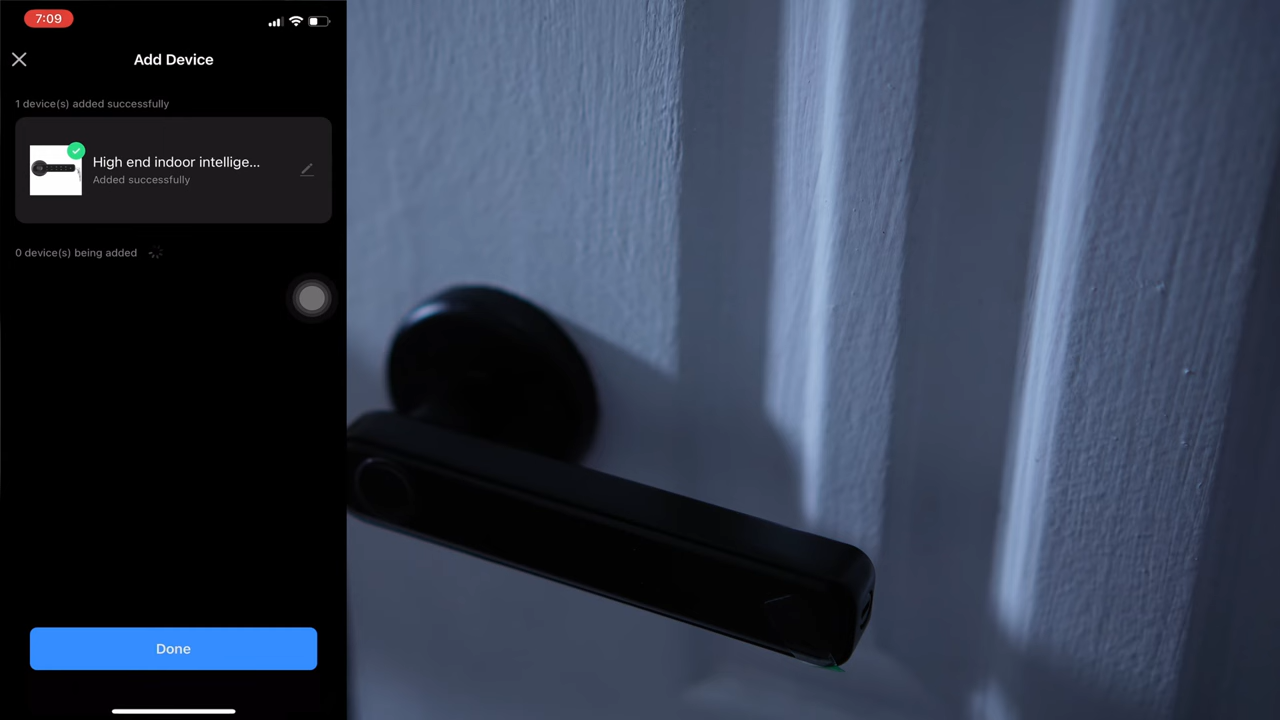 7:09
Add Device
1 device(s) added successfully
High end indoor intellige...
Added successfully
0 device(s) being added
Done